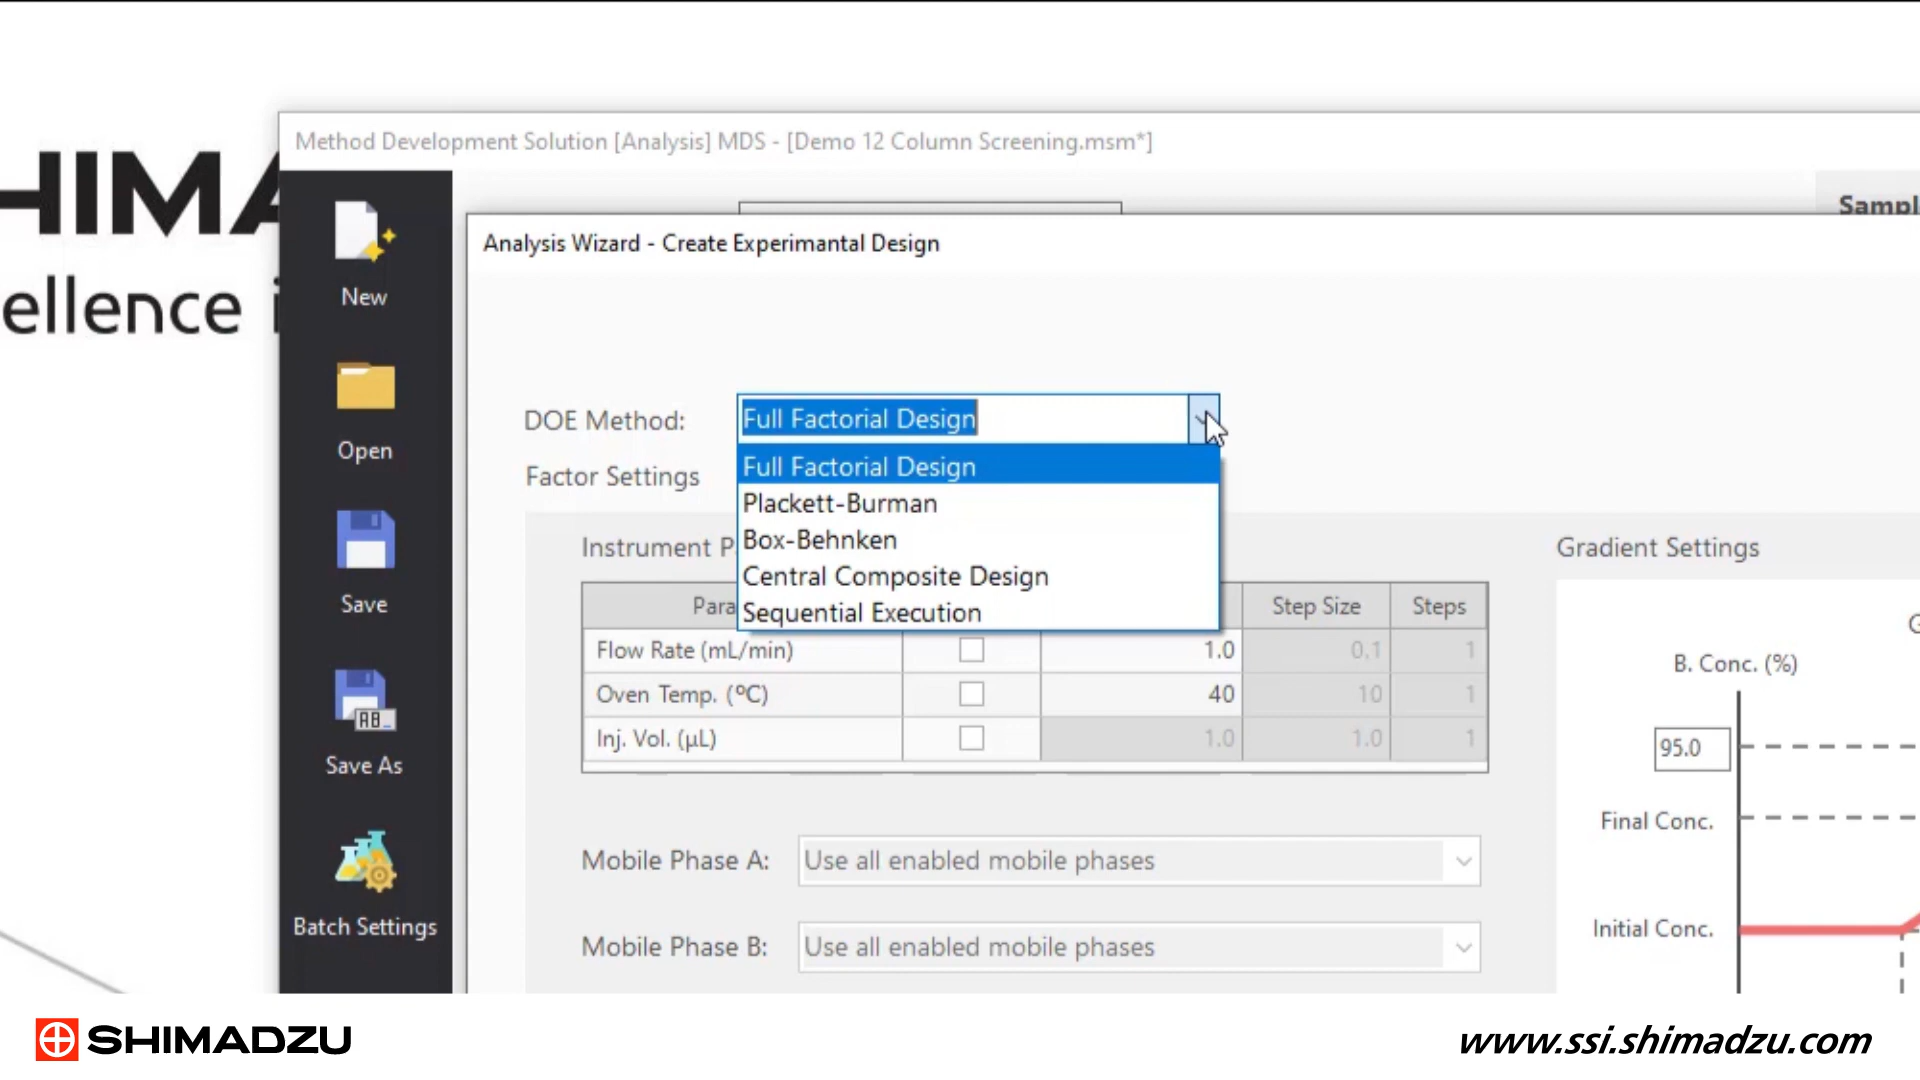 HIMA
ellence i
Method Development Solution [Analysis] MDS - [Demo 12 Column Screening.msm*]
Sampl
Analysis Wizard - Create Experimantal Design
New
Open
Save
AB_
Save As
Batch Settings
DOE Method:
Full Factorial Design
Full Factorial Design
Plackett-Burman
Box-Behnken
Central Composite Design
Sequential Execution
Factor Settings
Instrument P
Para
Step Size
Steps
Flow Rate (mL/min) 1.0 0.1 1
Oven Temp. (ºC) 40 10 1
Inj. Vol. (µL) 1.0 1.0 1
Mobile Phase A: Use all enabled mobile phases
Mobile Phase B: Use all enabled mobile phases
Gradient Settings
G
B. Conc. (%)
95.0
Final Conc.
Initial Conc.
SHIMADZU
www.ssi.shimadzu.com